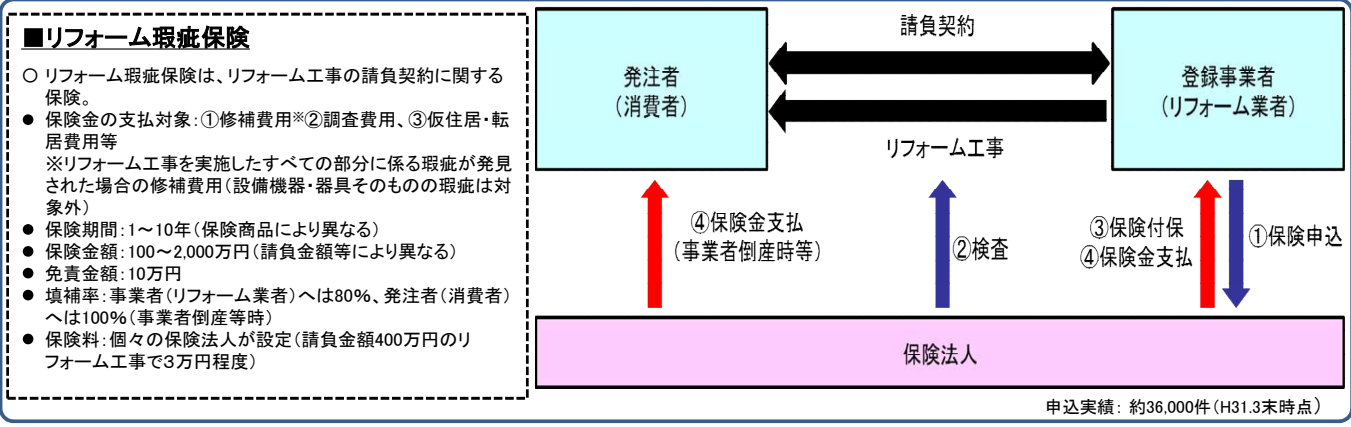 ■リフォーム瑕疵保険
○ リフォーム瑕疵保険は、リフォーム工事の請負契約に関する
保険。
● 保険金の支払対象：①修補費用※②調査費用、③仮住居・転
居費用等
※リフォーム工事を実施したすべての部分に係る瑕疵が発見
された場合の修補費用（設備機器・器具そのものの瑕疵は対
象外）
● 保険期間：1～10年（保険商品により異なる）
● 保険金額：100～2,000万円（請負金額等により異なる）
● 免責金額：10万円
● 填補率：事業者（リフォーム業者）へは80％、発注者（消費者）
へは100％（事業者倒産等時）
● 保険料：個々の保険法人が設定（請負金額400万円のリ
フォーム工事で３万円程度）
発注者
（消費者）
請負契約
リフォーム工事
登録事業者
（リフォーム業者）
④保険金支払
（事業者倒産時等）
②検査
③保険付保
④保険金支払
①保険申込
保険法人
申込実績： 約36,000件（H31.3末時点）